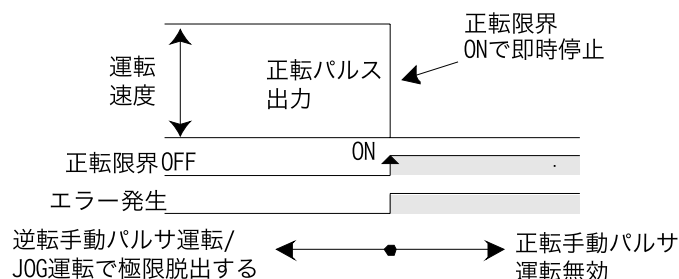 正転限界
ONで即時停止
運転
速度
正転パルス
出力
正転限界OFF
ON
エラー発生
逆転手動パルサ運転/
JOG運転で極限脱出する
正転手動パルサ
運転無効